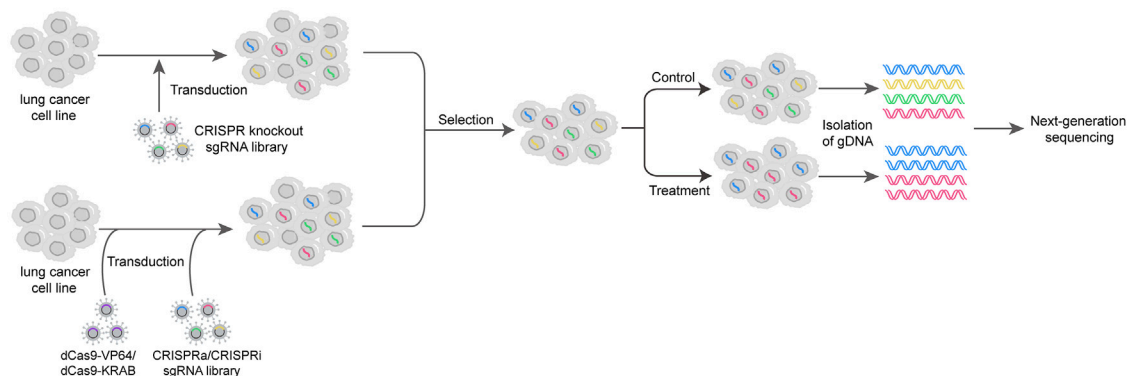 lung cancer
cell line
Transduction
CRISPR knockout
sgRNA library
lung cancer
cell line
Transduction
dCas9-VP64/
dCas9-KRAB
CRISPRa/CRISPRi
sgRNA library
Selection
Control
Treatment
Isolation
of gDNA
Next-generation
sequencing